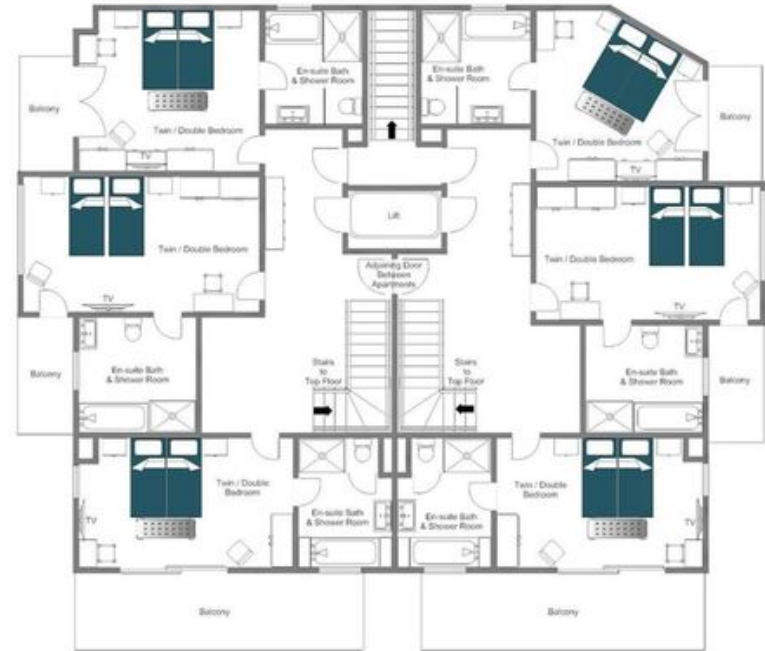 En-suite Bath
& Shower Room
En-suite Bath
& Shower Room
Balcony
Twin / Double Bedroom
TV
Twin / Double Bedroom
TV
Balcony
Lift
Twin / Double Bedroom
TV
Twin / Double Bedroom
TV
Adjoining Door
Between
Apartments
Balcony
En-suite Bath
& Shower Room
Stairs
to
Top Floor
Stairs
to
Top Floor
En-suite Bath
& Shower Room
Balcony
Twin / Double
Bedroom
TV
En-suite Bath
& Shower Room
En-suite Bath
& Shower Room
Twin / Double
Bedroom
TV
Balcony
Balcony